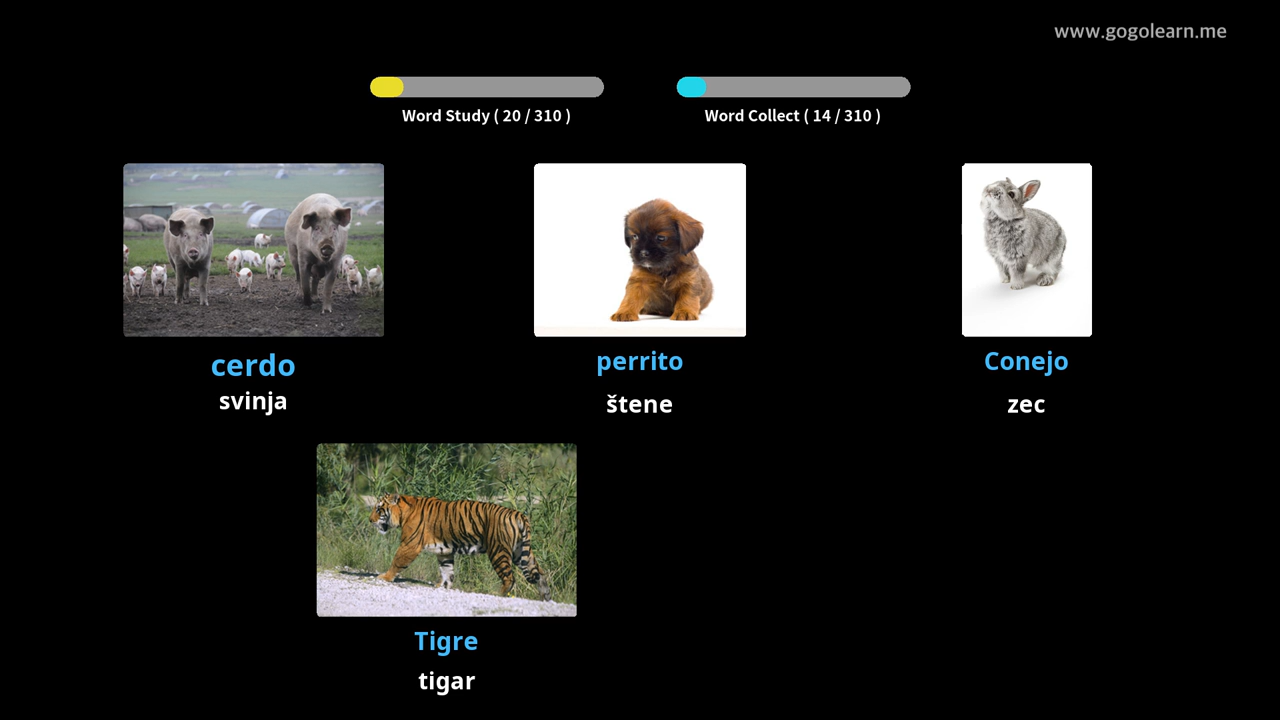 www.gogolearn.me
Word Study ( 20 / 310 )
Word Collect ( 14 / 310 )
cerdo
svinja
perrito
štene
Conejo
zec
Tigre
tigar